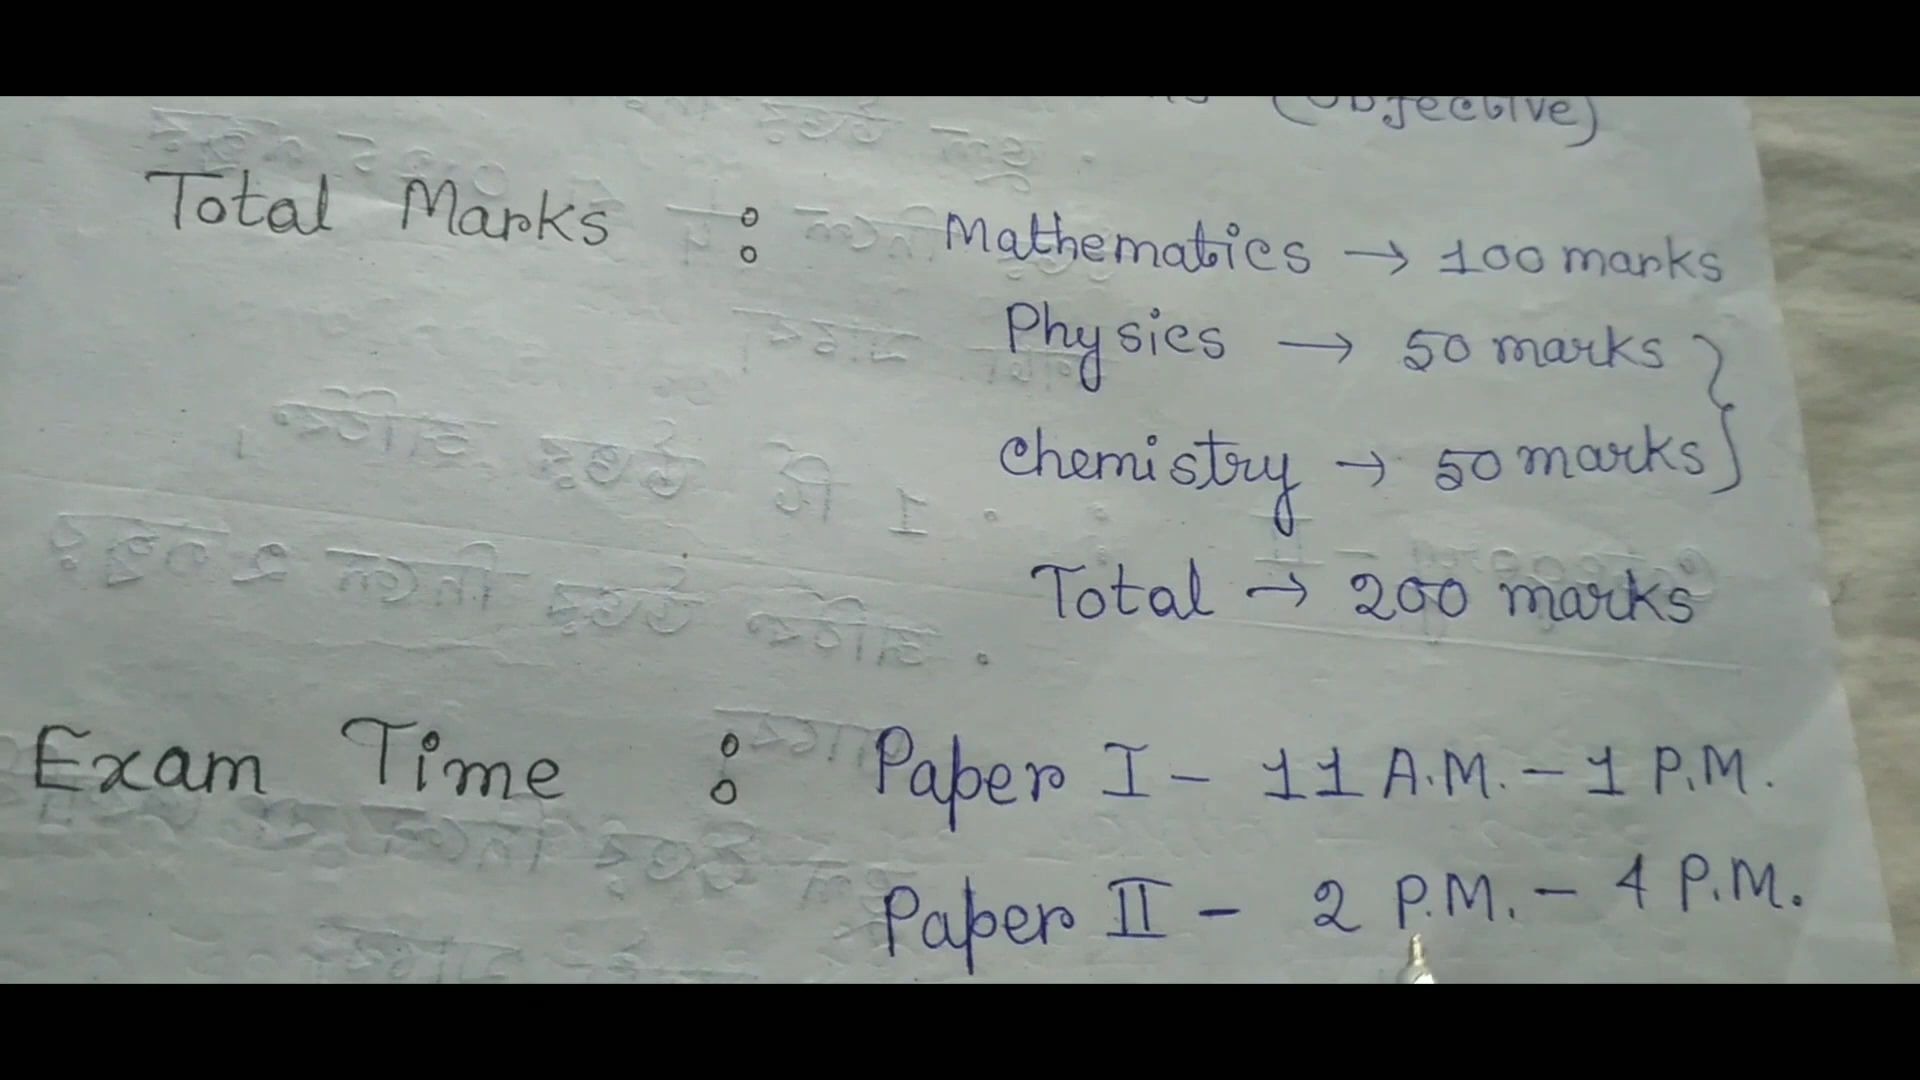 (Objective)
Total Marks : Mathematics → 100 marks
Physics → 50 marks
Chemistry → 50 marks
Total → 200 marks
Exam Time : Paper I - 11 A.M. - 1 P.M.
Paper II - 2 P.M. - 4 P.M.